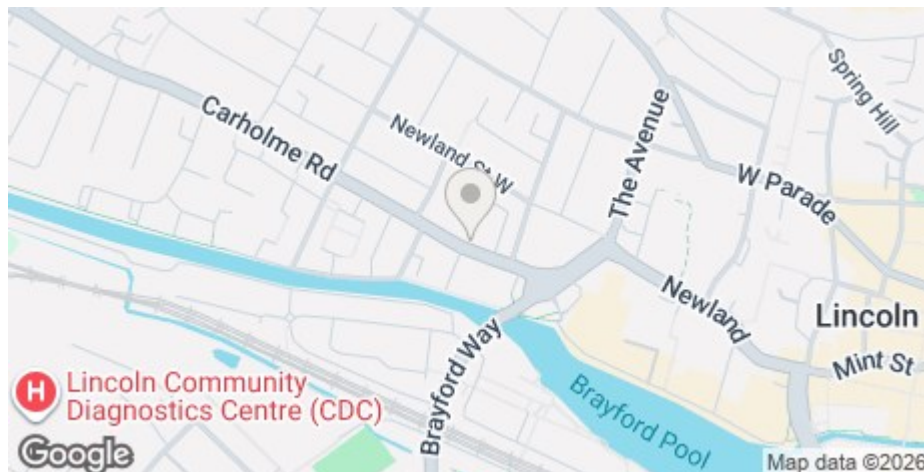 Carholme Rd
Newland St W
The Avenue
Spring Hill
W Parade
Newland
Lincoln
Mint St
Brayford Way
Brayford Pool
H
Lincoln Community
Diagnostics Centre (CDC)
Google
Map data ©2026